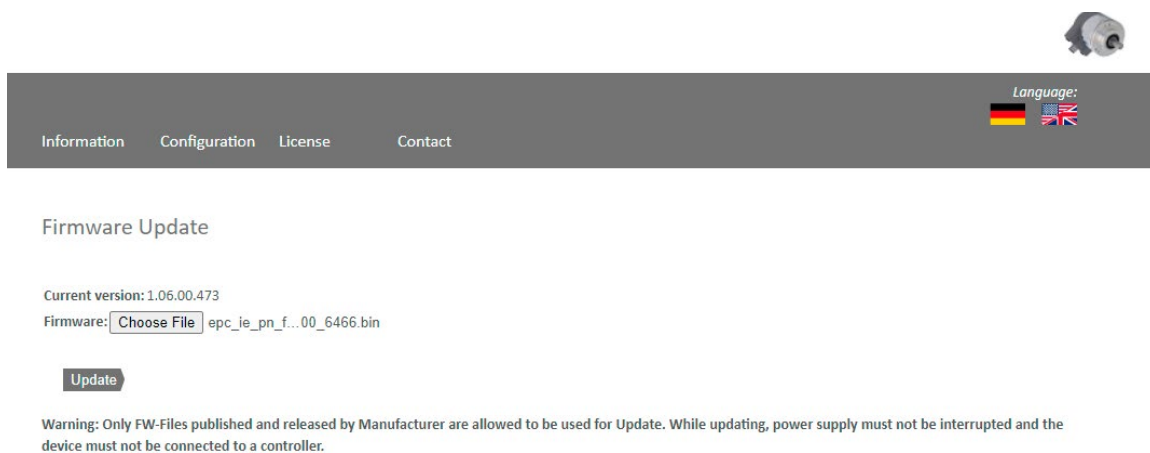 Language:
Information Configuration License Contact
Firmware Update
Current version: 1.06.00.473
Firmware: Choose File epc_ie_pn_f...00_6466.bin
Update
Warning: Only FW-Files published and released by Manufacturer are allowed to be used for Update. While updating, power supply must not be interrupted and the
device must not be connected to a controller.